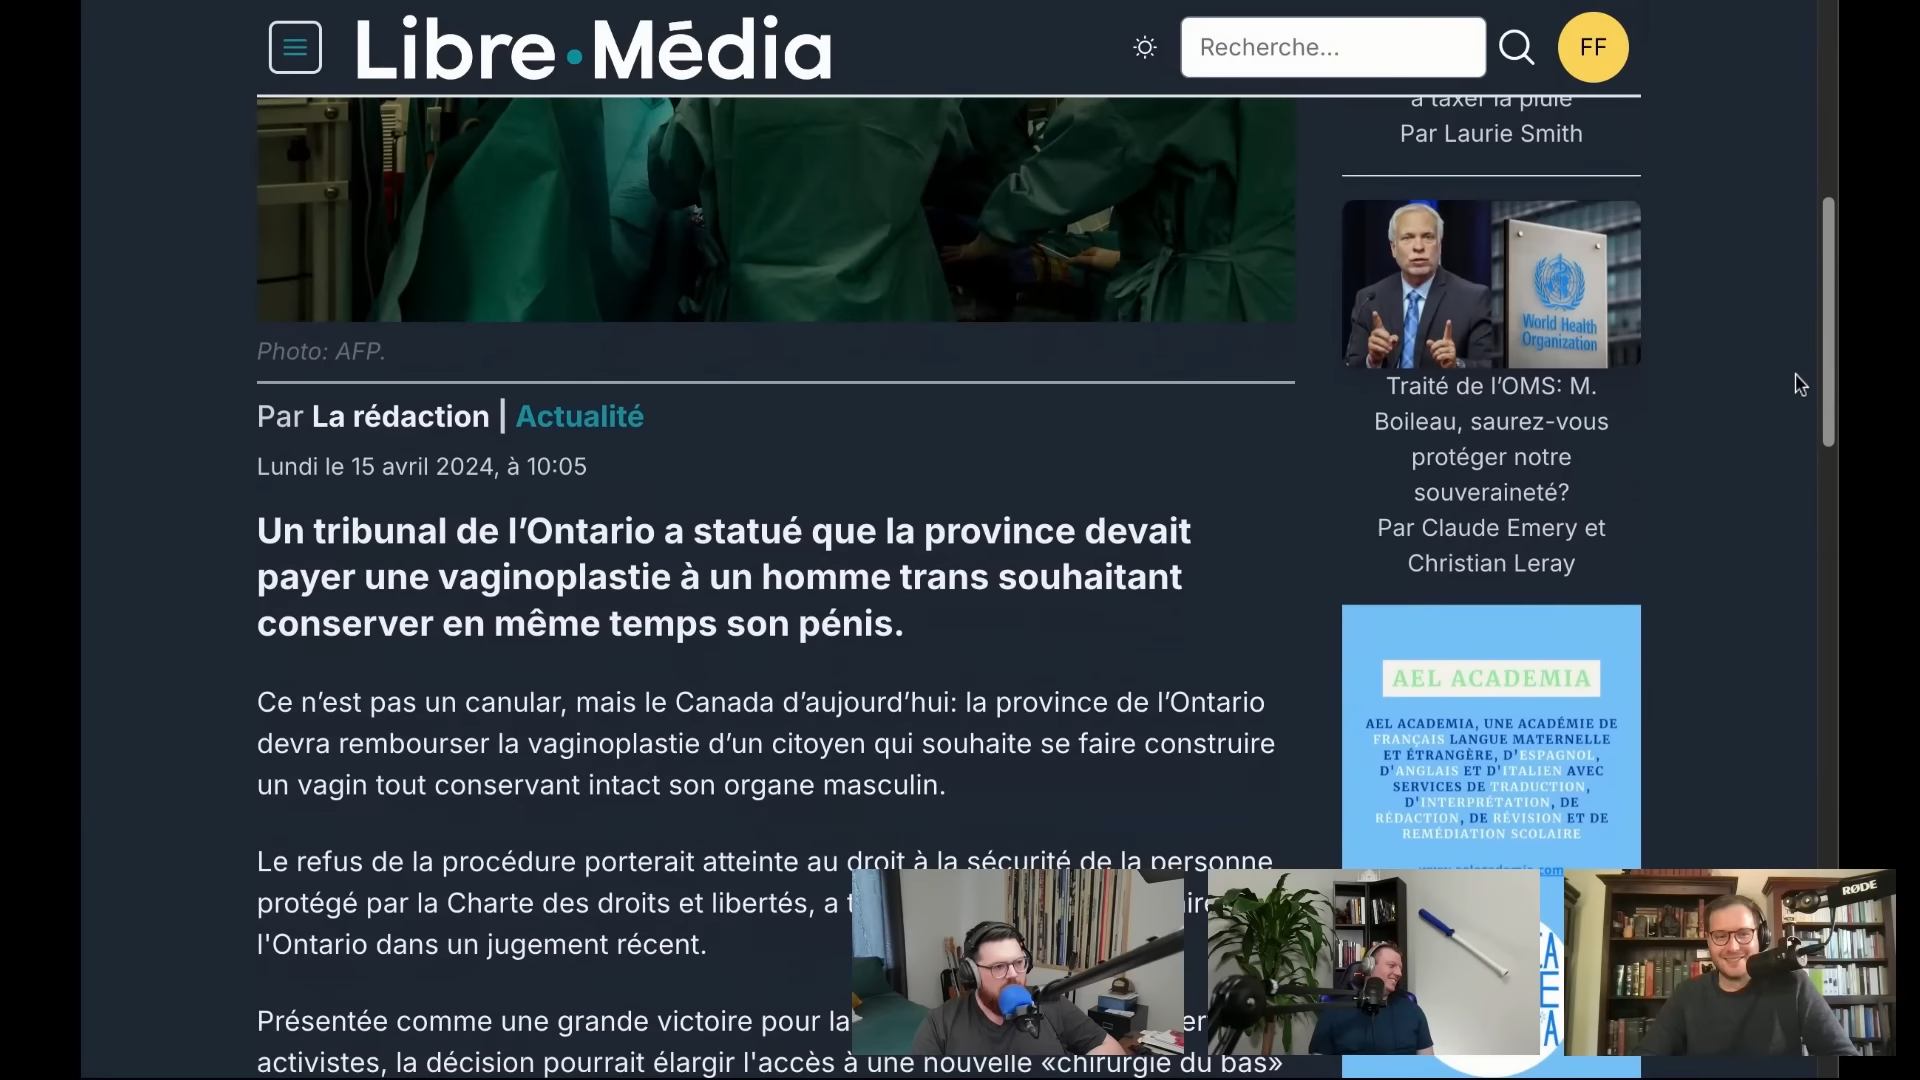 Libre•Média
Recherche...
FF
Photo: AFP.
Par La rédaction | Actualité
Lundi le 15 avril 2024, à 10:05
Un tribunal de l’Ontario a statué que la province devait
payer une vaginoplastie à un homme trans souhaitant
conserver en même temps son pénis.
Ce n’est pas un canular, mais le Canada d’aujourd’hui: la province de l’Ontario
devra rembourser la vaginoplastie d’un citoyen qui souhaite se faire construire
un vagin tout conservant intact son organe masculin.
Le refus de la procédure porterait atteinte au droit à la sécurité de la personne
protégé par la Charte des droits et libertés, a
l'Ontario dans un jugement récent.
Présentée comme une grande victoire pour la
activistes, la décision pourrait élargir l'accès à une nouvelle «chirurgie du bas»
à taxer la pluie
Par Laurie Smith
World Health
Organization
Traité de l’OMS: M.
Boileau, saurez-vous
protéger notre
souveraineté?
Par Claude Emery et
Christian Leray
AEL ACADEMIA
AEL ACADEMIA, UNE ACADÉMIE DE
FRANÇAIS LANGUE MATERNELLE
ET ÉTRANGÈRE, D'ESPAGNOL,
D'ANGLAIS ET D'ITALIEN AVEC
SERVICES DE TRADUCTION,
D'INTERPRÉTATION, DE
RÉDACTION, DE RÉVISION ET DE
REMÉDIATION SCOLAIRE
RØDE